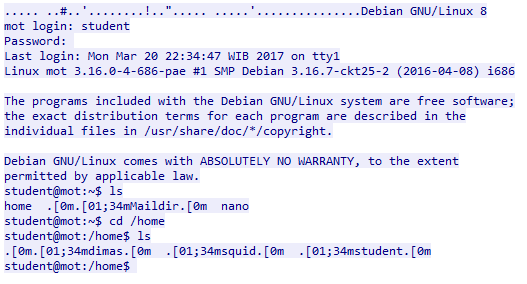 ..... ..#..'........!.."..... .....'...............Debian GNU/Linux 8
mot login: student
Password:
Last login: Mon Mar 20 22:34:47 WIB 2017 on tty1
Linux mot 3.16.0-4-686-pae #1 SMP Debian 3.16.7-ckt25-2 (2016-04-08) i686
The programs included with the Debian GNU/Linux system are free software;
the exact distribution terms for each program are described in the
individual files in /usr/share/doc/*/copyright.
Debian GNU/Linux comes with ABSOLUTELY NO WARRANTY, to the extent
permitted by applicable law.
student@mot:~$ ls
home  .[0m.[01;34mMaildir.[0m  nano
student@mot:~$ cd /home
student@mot:/home$ ls
.[0m.[01;34mdimas.[0m  .[01;34msquid.[0m  .[01;34mstudent.[0m
student@mot:/home$